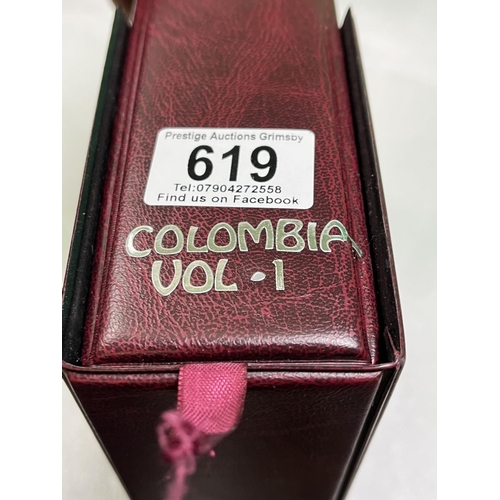 Prestige Auctions Grimsby
619
Tel:07904272558
Find us on Facebook
COLOMBIA
VOL · 1